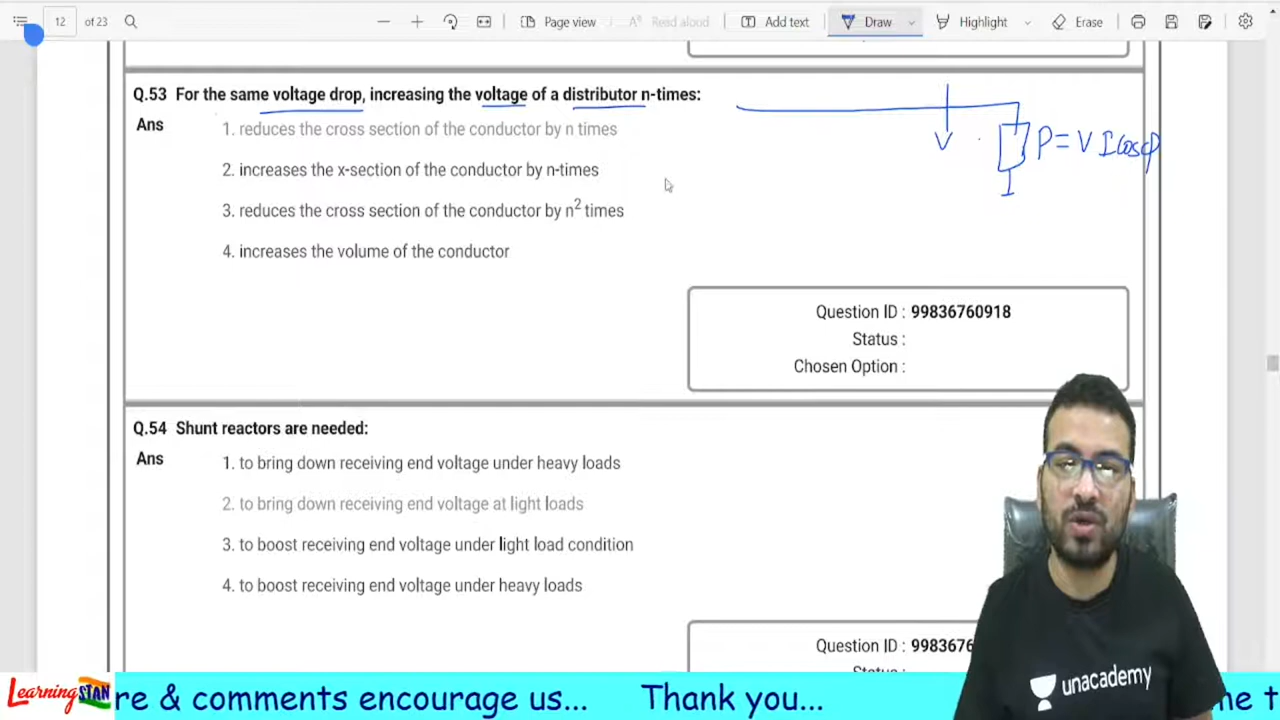 12 of 23 Page view Read aloud Add text Draw Highlight Erase
Q.53 For the same voltage drop, increasing the voltage of a distributor n-times:
Ans 1. reduces the cross section of the conductor by n times
2. increases the x-section of the conductor by n-times
3. reduces the cross section of the conductor by n² times
4. increases the volume of the conductor
V
I
P = V I cos φ
Question ID : 99836760918
Status :
Chosen Option :
Q.54 Shunt reactors are needed:
Ans 1. to bring down receiving end voltage under heavy loads
2. to bring down receiving end voltage at light loads
3. to boost receiving end voltage under light load condition
4. to boost receiving end voltage under heavy loads
Question ID : 9983676
Status :
unacademy
Learning STAN
re & comments encourage us... Thank you... me t